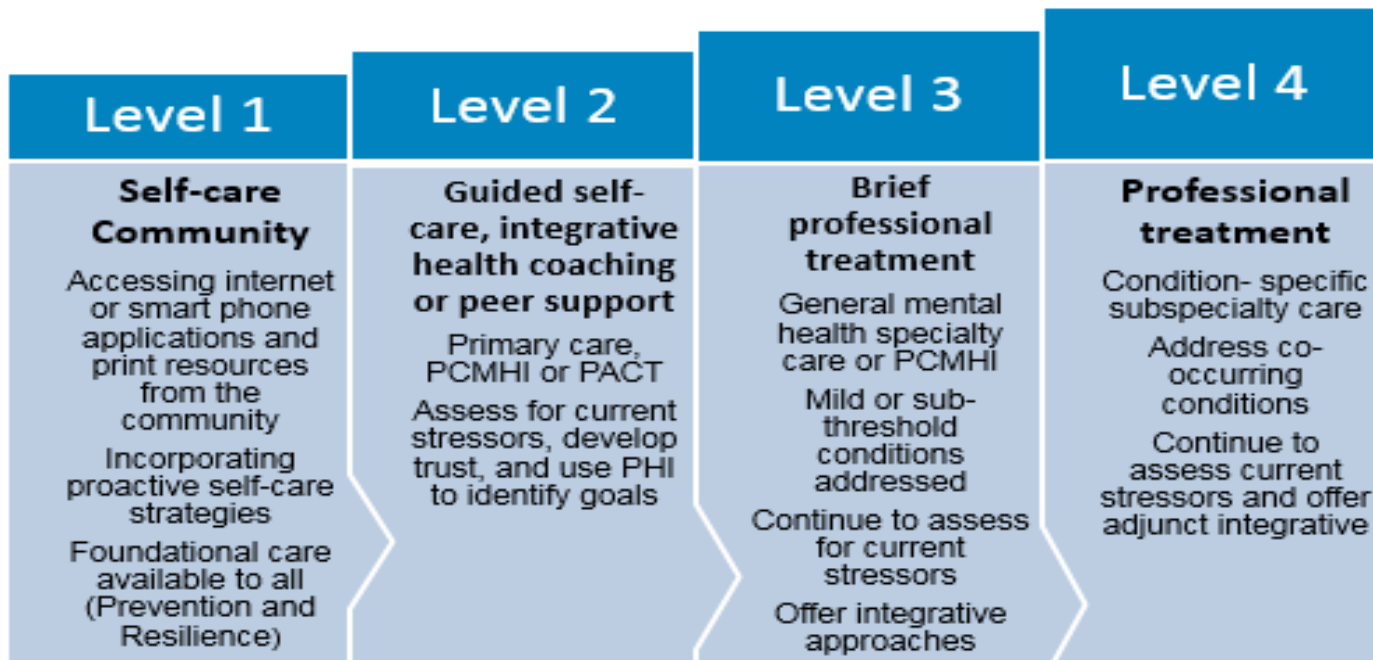 Level 1
Self-care
Community
Accessing internet
or smart phone
applications and
print resources
from the
community
Incorporating
proactive self-care
strategies
Foundational care
available to all
(Prevention and
Resilience)
Level 2
Guided self-
care, integrative
health coaching
or peer support
Primary care,
PCMHI or PACT
Assess for current
stressors, develop
trust, and use PHI
to identify goals
Level 3
Brief
professional
treatment
General mental
health specialty
care or PCMHI
Mild or sub-
threshold
conditions
addressed
Continue to assess
for current
stressors
Offer integrative
approaches
Level 4
Professional
treatment
Condition- specific
subspecialty care
Address co-
occurring
conditions
Continue to
assess current
stressors and offer
adjunct integrative